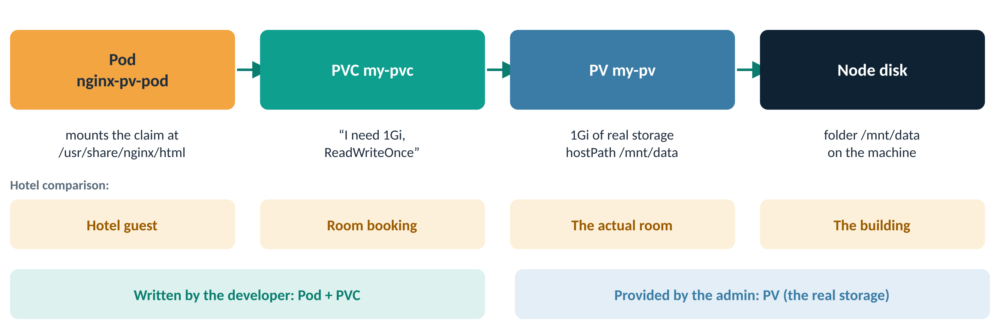 Pod
nginx-pv-pod
PVC my-pvc
PV my-pv
Node disk
mounts the claim at
/usr/share/nginx/html
“I need 1Gi,
ReadWriteOnce”
1Gi of real storage
hostPath /mnt/data
folder /mnt/data
on the machine
Hotel comparison:
Hotel guest
Room booking
The actual room
The building
Written by the developer: Pod + PVC
Provided by the admin: PV (the real storage)